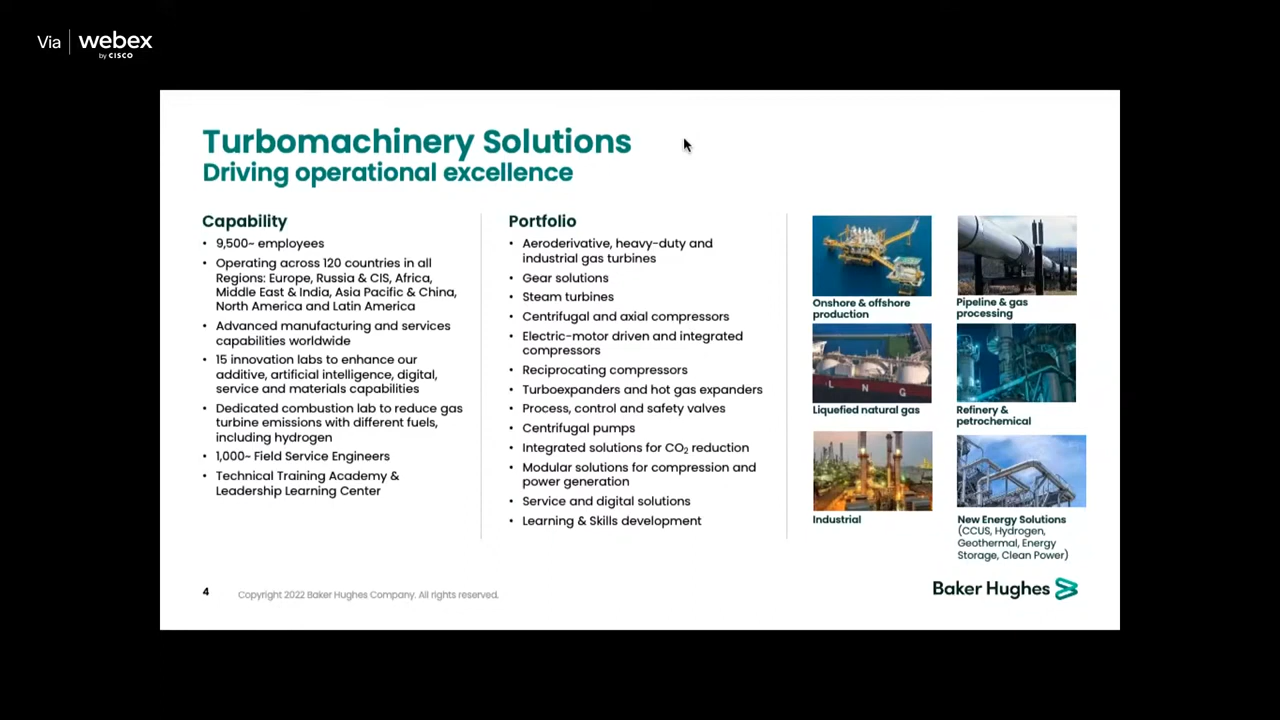 Via webex
by CISCO
Turbomachinery Solutions
Driving operational excellence
Capability
• 9,500~ employees
• Operating across 120 countries in all
Regions: Europe, Russia & CIS, Africa,
Middle East & India, Asia Pacific & China,
North America and Latin America
• Advanced manufacturing and services
capabilities worldwide
• 15 innovation labs to enhance our
additive, artificial intelligence, digital,
service and materials capabilities
• Dedicated combustion lab to reduce gas
turbine emissions with different fuels,
including hydrogen
• 1,000~ Field Service Engineers
• Technical Training Academy &
Leadership Learning Center
Portfolio
• Aeroderivative, heavy-duty and
industrial gas turbines
• Gear solutions
• Steam turbines
• Centrifugal and axial compressors
• Electric-motor driven and integrated
compressors
• Reciprocating compressors
• Turboexpanders and hot gas expanders
• Process, control and safety valves
• Centrifugal pumps
• Integrated solutions for CO₂ reduction
• Modular solutions for compression and
power generation
• Service and digital solutions
• Learning & Skills development
Onshore & offshore
production
Pipeline & gas
processing
L N G
Liquefied natural gas
Refinery &
petrochemical
Industrial
New Energy Solutions
(CCUS, Hydrogen,
Geothermal, Energy
Storage, Clean Power)
4
Copyright 2022 Baker Hughes Company. All rights reserved.
Baker Hughes